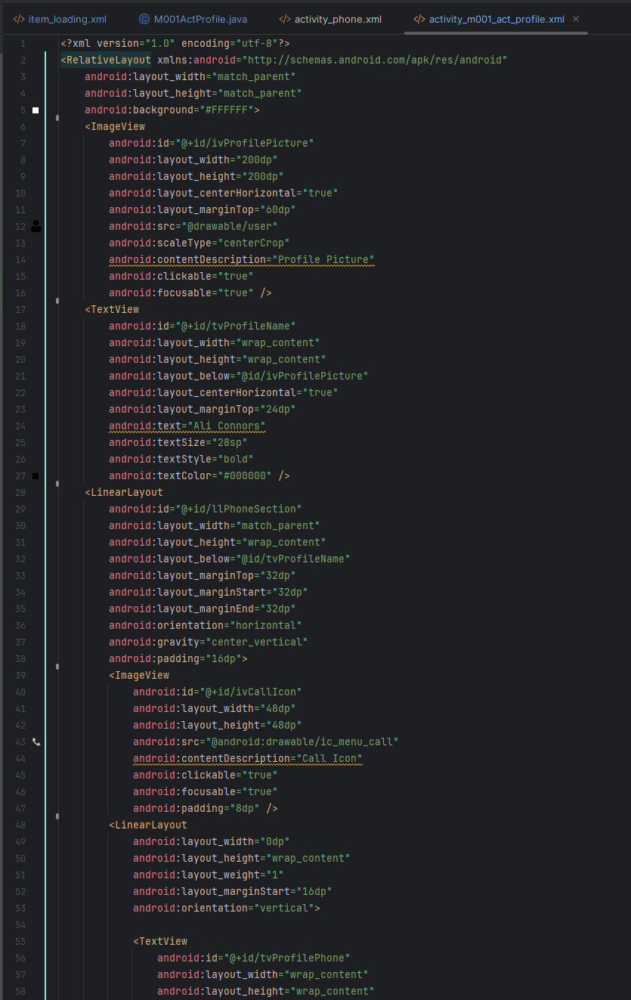 </> item_loading.xml © M001ActProfile.java </> activity_phone.xml </> activity_m001_act_profile.xml ×
1 <?xml version="1.0" encoding="utf-8"?>
2 <RelativeLayout xmlns:android="http://schemas.android.com/apk/res/android"
3 android:layout_width="match_parent"
4 android:layout_height="match_parent"
5 android:background="#FFFFFF">
6 <ImageView
7 android:id="@+id/ivProfilePicture"
8 android:layout_width="200dp"
9 android:layout_height="200dp"
10 android:layout_centerHorizontal="true"
11 android:layout_marginTop="60dp"
12 android:src="@drawable/user"
13 android:scaleType="centerCrop"
14 android:contentDescription="Profile Picture"
15 android:clickable="true"
16 android:focusable="true" />
17 <TextView
18 android:id="@+id/tvProfileName"
19 android:layout_width="wrap_content"
20 android:layout_height="wrap_content"
21 android:layout_below="@id/ivProfilePicture"
22 android:layout_centerHorizontal="true"
23 android:layout_marginTop="24dp"
24 android:text="Ali Connors"
25 android:textSize="28sp"
26 android:textStyle="bold"
27 android:textColor="#000000" />
28 <LinearLayout
29 android:id="@+id/llPhoneSection"
30 android:layout_width="match_parent"
31 android:layout_height="wrap_content"
32 android:layout_below="@id/tvProfileName"
33 android:layout_marginTop="32dp"
34 android:layout_marginStart="32dp"
35 android:layout_marginEnd="32dp"
36 android:orientation="horizontal"
37 android:gravity="center_vertical"
38 android:padding="16dp">
39 <ImageView
40 android:id="@+id/ivCallIcon"
41 android:layout_width="48dp"
42 android:layout_height="48dp"
43 android:src="@android:drawable/ic_menu_call"
44 android:contentDescription="Call Icon"
45 android:clickable="true"
46 android:focusable="true"
47 android:padding="8dp" />
48 <LinearLayout
49 android:layout_width="0dp"
50 android:layout_height="wrap_content"
51 android:layout_weight="1"
52 android:layout_marginStart="16dp"
53 android:orientation="vertical">
54
55 <TextView
56 android:id="@+id/tvProfilePhone"
57 android:layout_width="wrap_content"
58 android:layout_height="wrap_content"